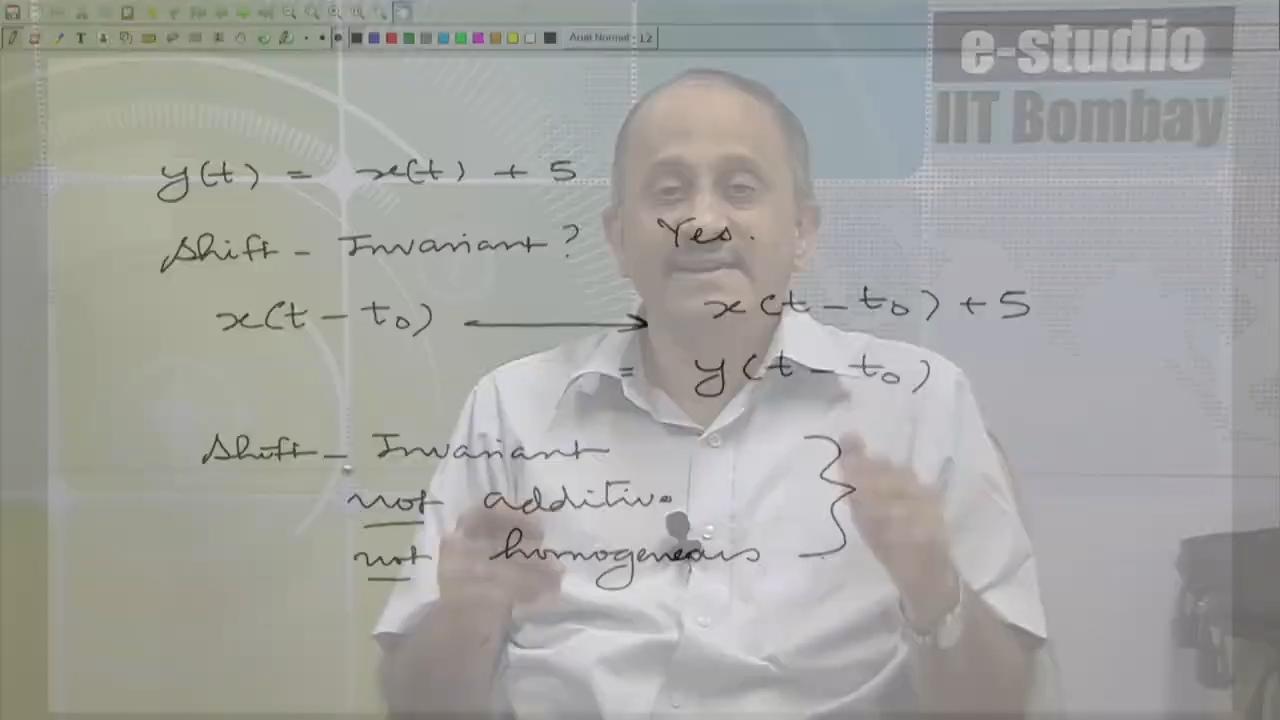 e-studio
IIT Bombay
Arial Normal 12
y(t) = x(t) + 5
Shift - Invariant? Yes.
x(t - t₀) ⟶ x(t - t₀) + 5
= y(t - t₀)
Shift - Invariant
not additive
not homogeneous